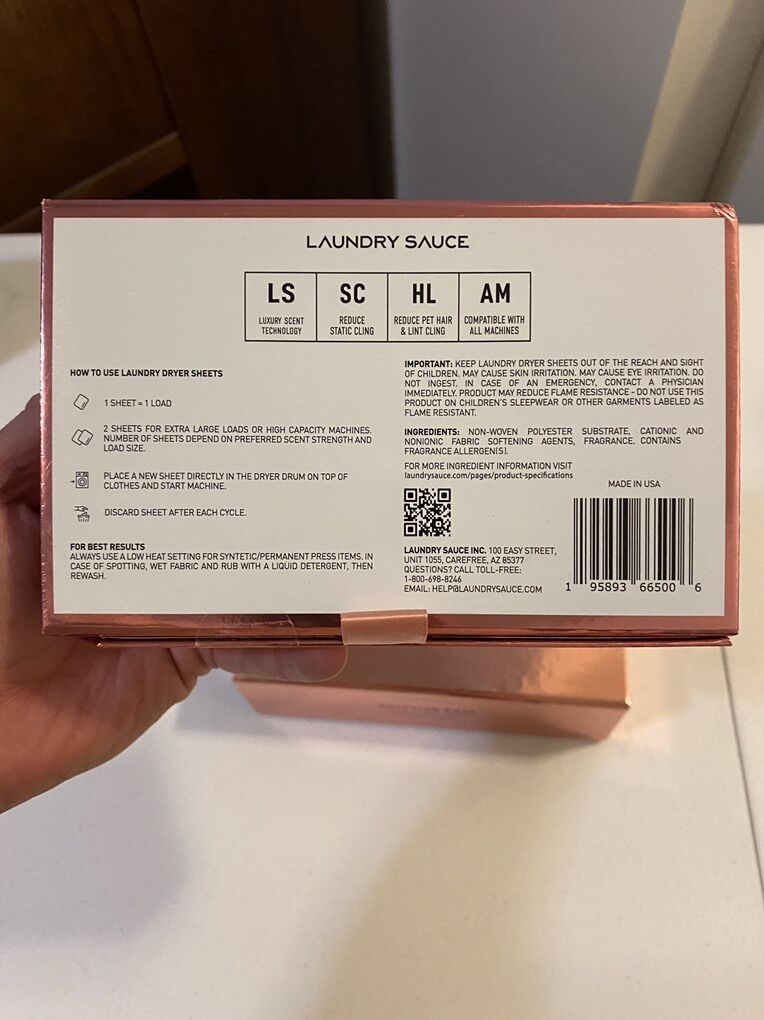 LAUNDRY SAUCE
LS
LUXURY SCENT
TECHNOLOGY
SC
REDUCE
STATIC CLING
HL
REDUCE PET HAIR
& LINT CLING
AM
COMPATIBLE WITH
ALL MACHINES
HOW TO USE LAUNDRY DRYER SHEETS
1 SHEET = 1 LOAD
2 SHEETS FOR EXTRA LARGE LOADS OR HIGH CAPACITY MACHINES.
NUMBER OF SHEETS DEPEND ON PREFERRED SCENT STRENGTH AND
LOAD SIZE.
PLACE A NEW SHEET DIRECTLY IN THE DRYER DRUM ON TOP OF
CLOTHES AND START MACHINE.
DISCARD SHEET AFTER EACH CYCLE.
FOR BEST RESULTS
ALWAYS USE A LOW HEAT SETTING FOR SYNTETIC/PERMANENT PRESS ITEMS. IN
CASE OF SPOTTING, WET FABRIC AND RUB WITH A LIQUID DETERGENT, THEN
REWASH.
IMPORTANT: KEEP LAUNDRY DRYER SHEETS OUT OF THE REACH AND SIGHT
OF CHILDREN. MAY CAUSE SKIN IRRITATION. MAY CAUSE EYE IRRITATION. DO
NOT INGEST. IN CASE OF AN EMERGENCY, CONTACT A PHYSICIAN
IMMEDIATELY. PRODUCT MAY REDUCE FLAME RESISTANCE - DO NOT USE THIS
PRODUCT ON CHILDREN'S SLEEPWEAR OR OTHER GARMENTS LABELED AS
FLAME RESISTANT.
INGREDIENTS: NON-WOVEN POLYESTER SUBSTRATE, CATIONIC AND
NONIONIC FABRIC SOFTENING AGENTS, FRAGRANCE. CONTAINS
FRAGRANCE ALLERGEN(S).
FOR MORE INGREDIENT INFORMATION VISIT
laundrysauce.com/pages/product-specifications
MADE IN USA
LAUNDRY SAUCE INC. 100 EASY STREET,
UNIT 1055, CAREFREE, AZ 85377
QUESTIONS? CALL TOLL-FREE:
1-800-698-8246
EMAIL: HELP@LAUNDRYSAUCE.COM
1 95893 66500 6